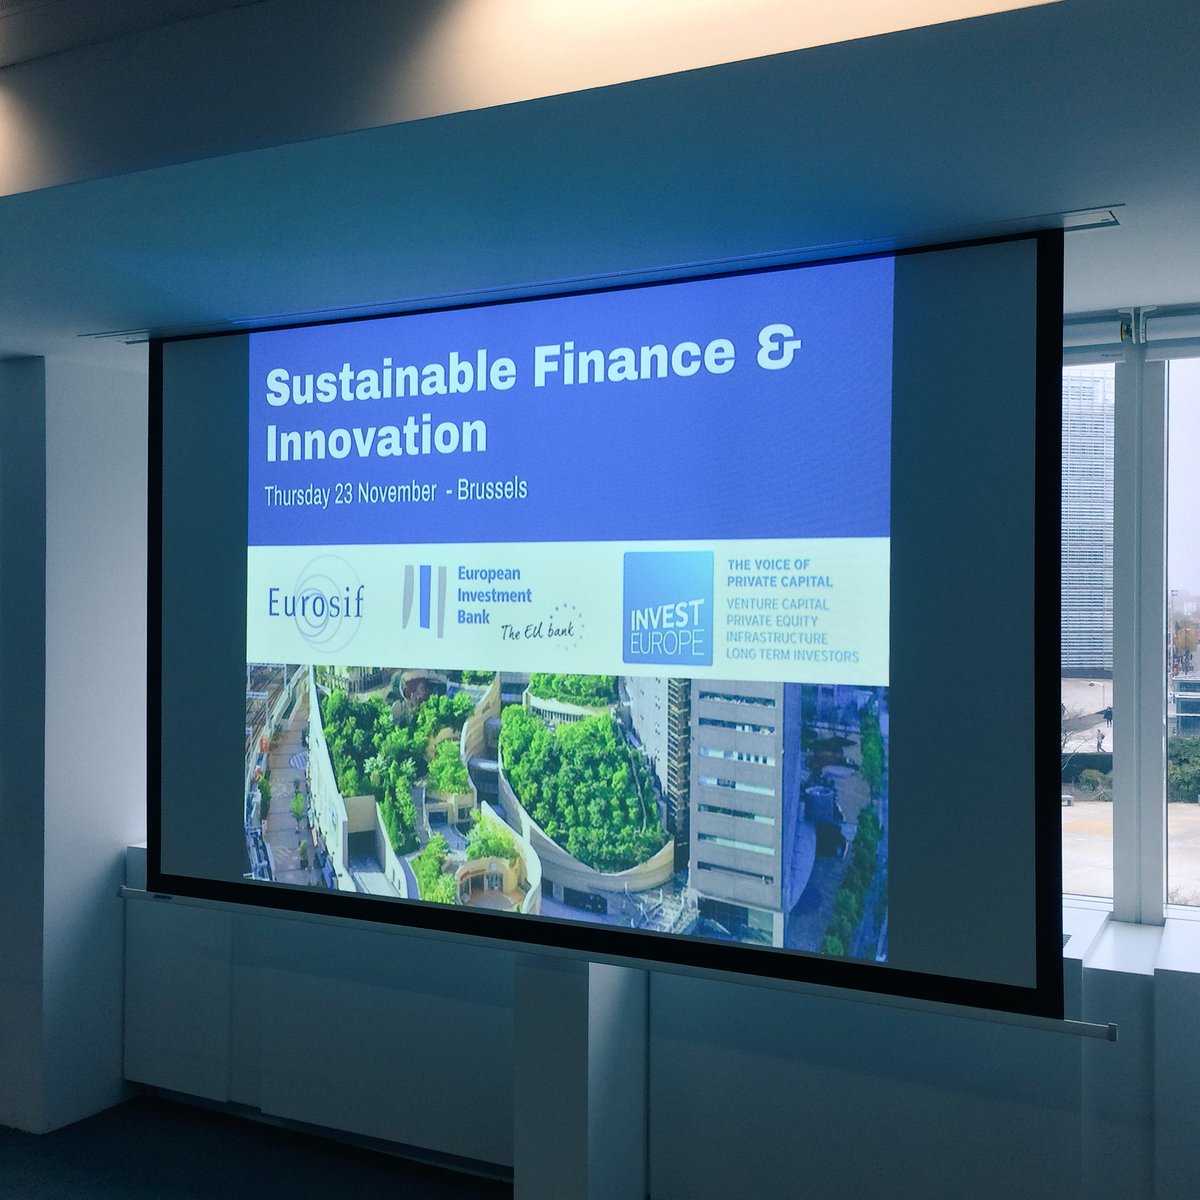 Sustainable Finance &
Innovation
Thursday 23 November - Brussels
Eurosif
European
Investment
Bank
The EU bank
INVEST
EUROPE
THE VOICE OF
PRIVATE CAPITAL
VENTURE CAPITAL
PRIVATE EQUITY
INFRASTRUCTURE
LONG TERM INVESTORS